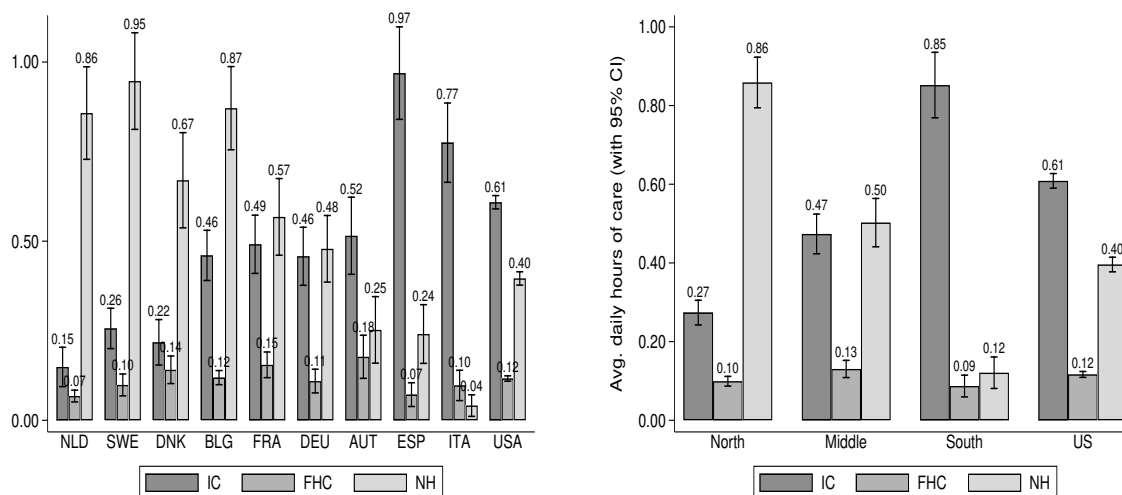 0.15 0.07 0.86 0.26 0.10 0.95 0.22 0.14 0.67 0.46 0.12 0.87 0.49 0.15 0.57 0.46 0.11 0.48 0.52 0.18 0.25 0.97 0.07 0.24 0.77 0.10 0.04 0.61 0.12 0.40
1.00
0.50
0.00
NLD SWE DNK BLG FRA DEU AUT ESP ITA USA
IC FHC NH
Avg. daily hours of care (with 95% CI)
1.00
0.80
0.60
0.40
0.20
0.00
0.27 0.10 0.86 0.47 0.13 0.50 0.85 0.09 0.12 0.61 0.12 0.40
North Middle South US
IC FHC NH